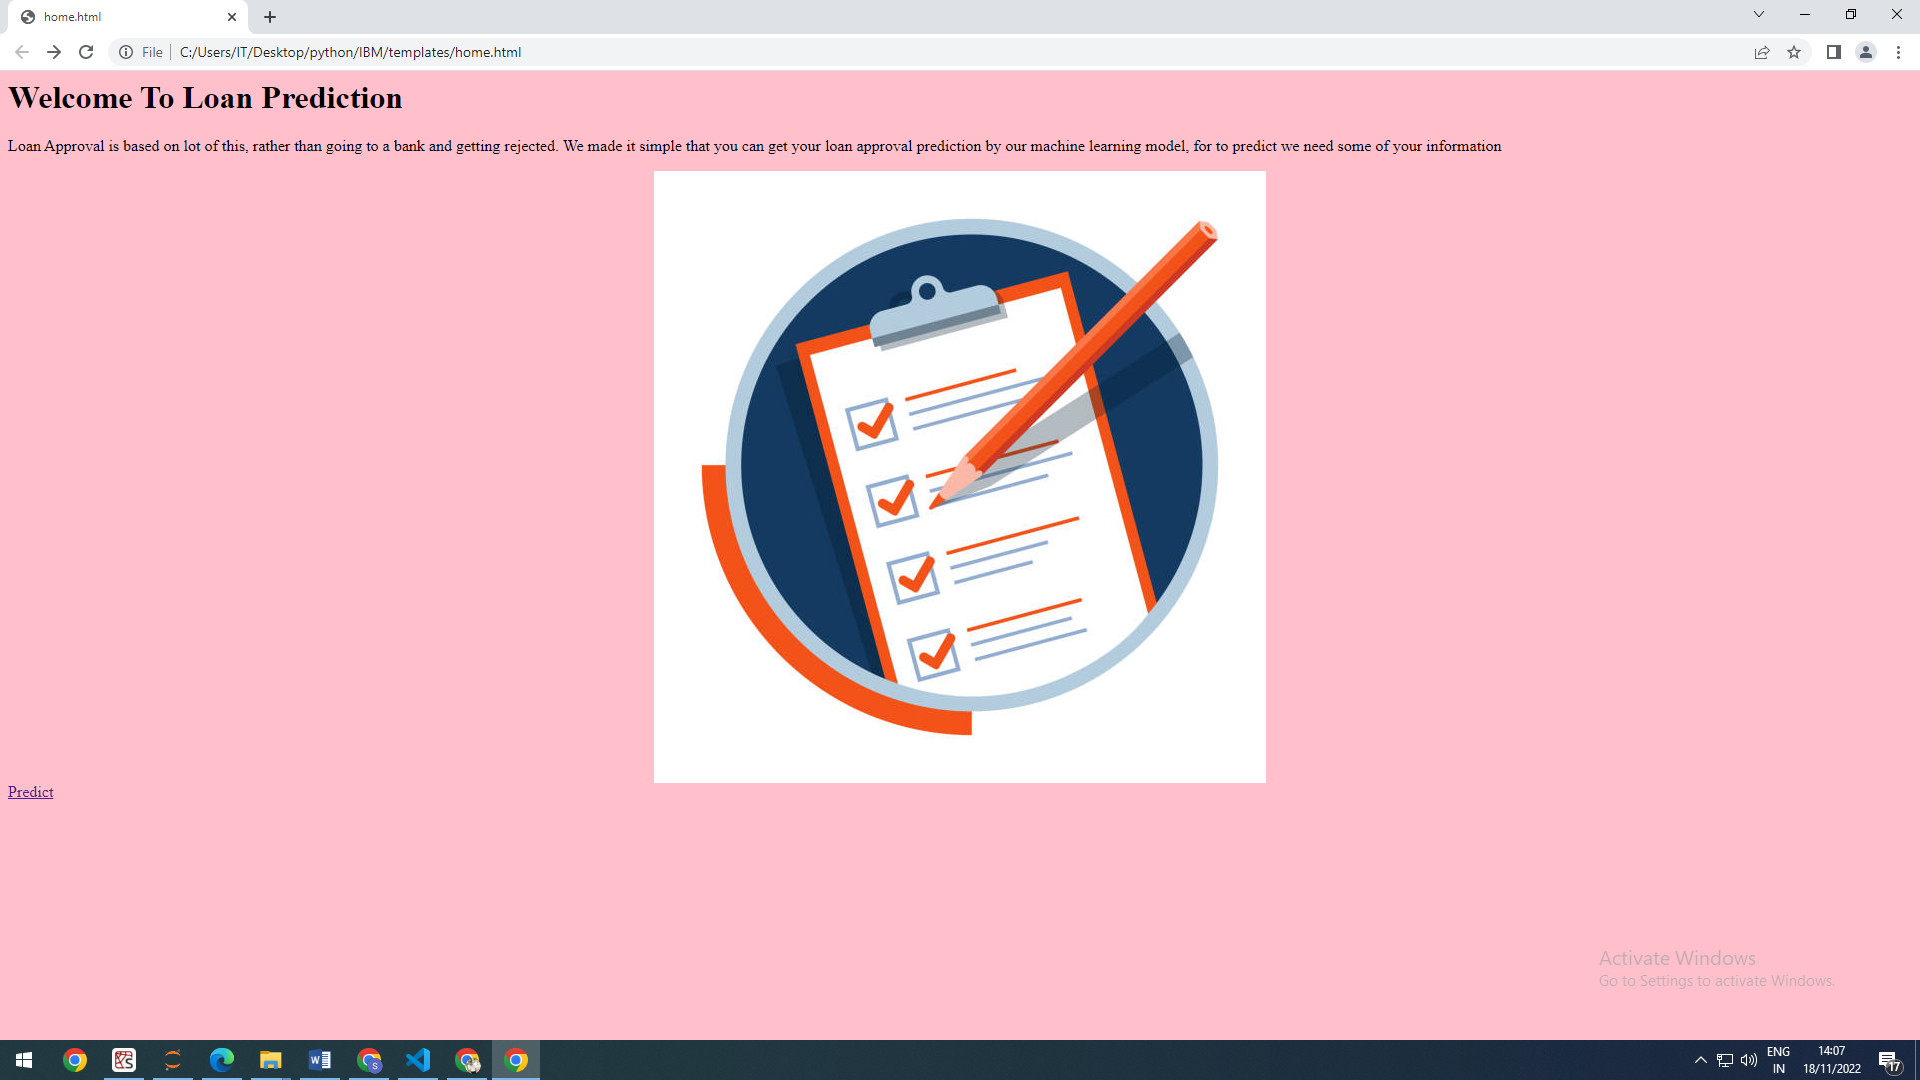 home.html
File
C:/Users/IT/Desktop/python/IBM/templates/home.html
Welcome To Loan Prediction
Loan Approval is based on lot of this, rather than going to a bank and getting rejected. We made it simple that you can get your loan approval prediction by our machine learning model, for to predict we need some of your information
Predict
Activate Windows
Go to Settings to activate Windows.
W
S
ENG
IN
14:07
18/11/2022
17